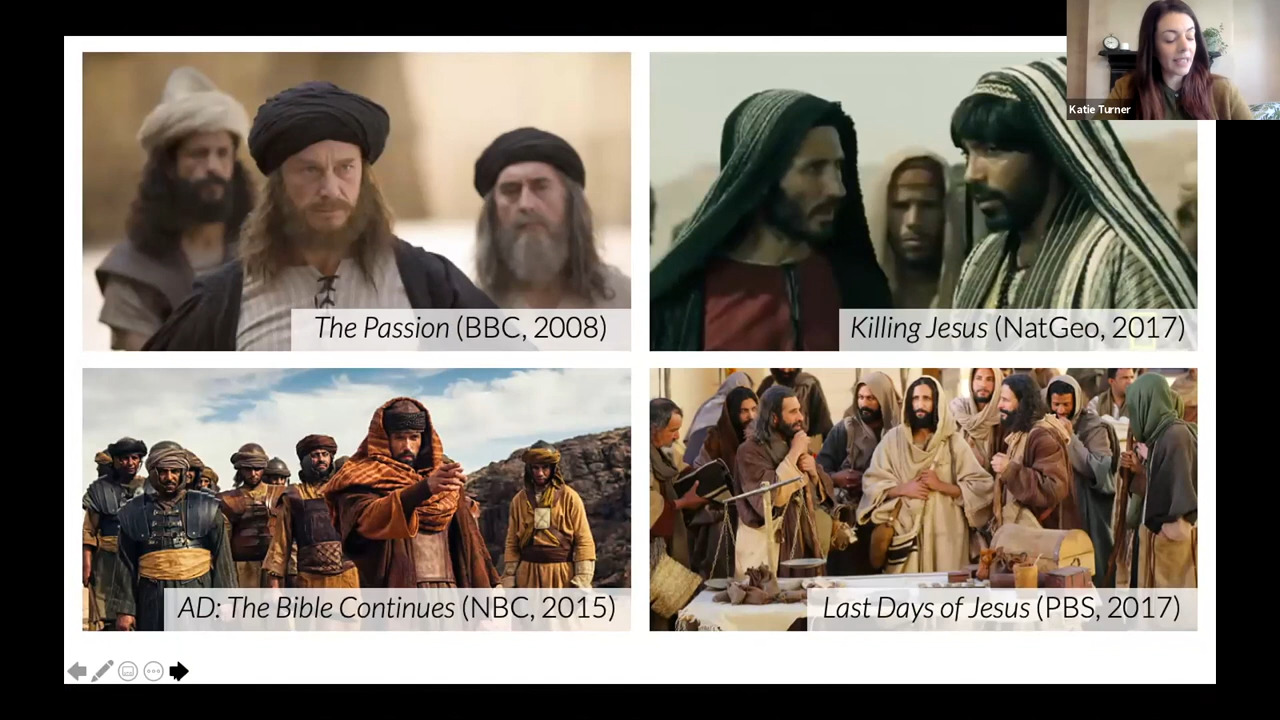 Katie Turner
The Passion (BBC, 2008)
Killing Jesus (NatGeo, 2017)
AD: The Bible Continues (NBC, 2015)
Last Days of Jesus (PBS, 2017)